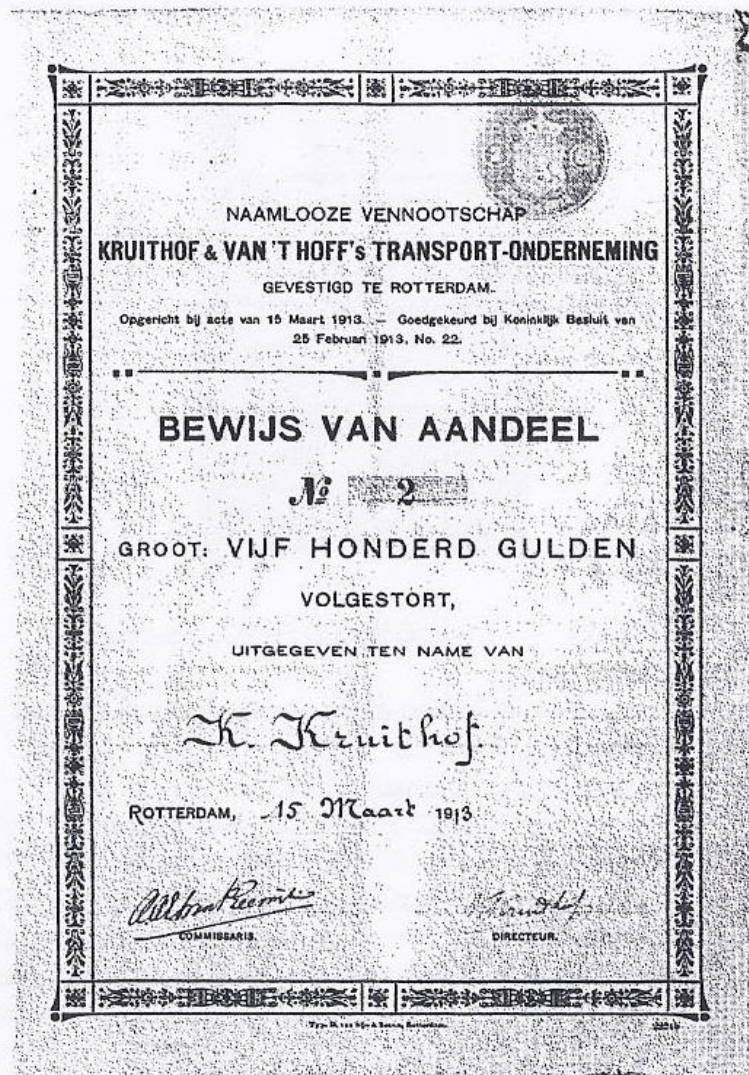 NAAMLOOZE VENNOOTSCHAP
KRUITHOF & VAN 'T HOFF's TRANSPORT-ONDERNEMING
GEVESTIGD TE ROTTERDAM.
Opgericht bij acte van 15 Maart 1913. — Goedgekeurd bij Koninklijk Besluit van
25 Februari 1913, No. 22.
BEWIJS VAN AANDEEL
No 2
GROOT: VIJF HONDERD GULDEN
VOLGESTORT,
UITGEGEVEN TEN NAME VAN
K. Kruithof.
ROTTERDAM, 15 Maart 1913
COMMISSARIS.
DIRECTEUR.
Rotterdam.